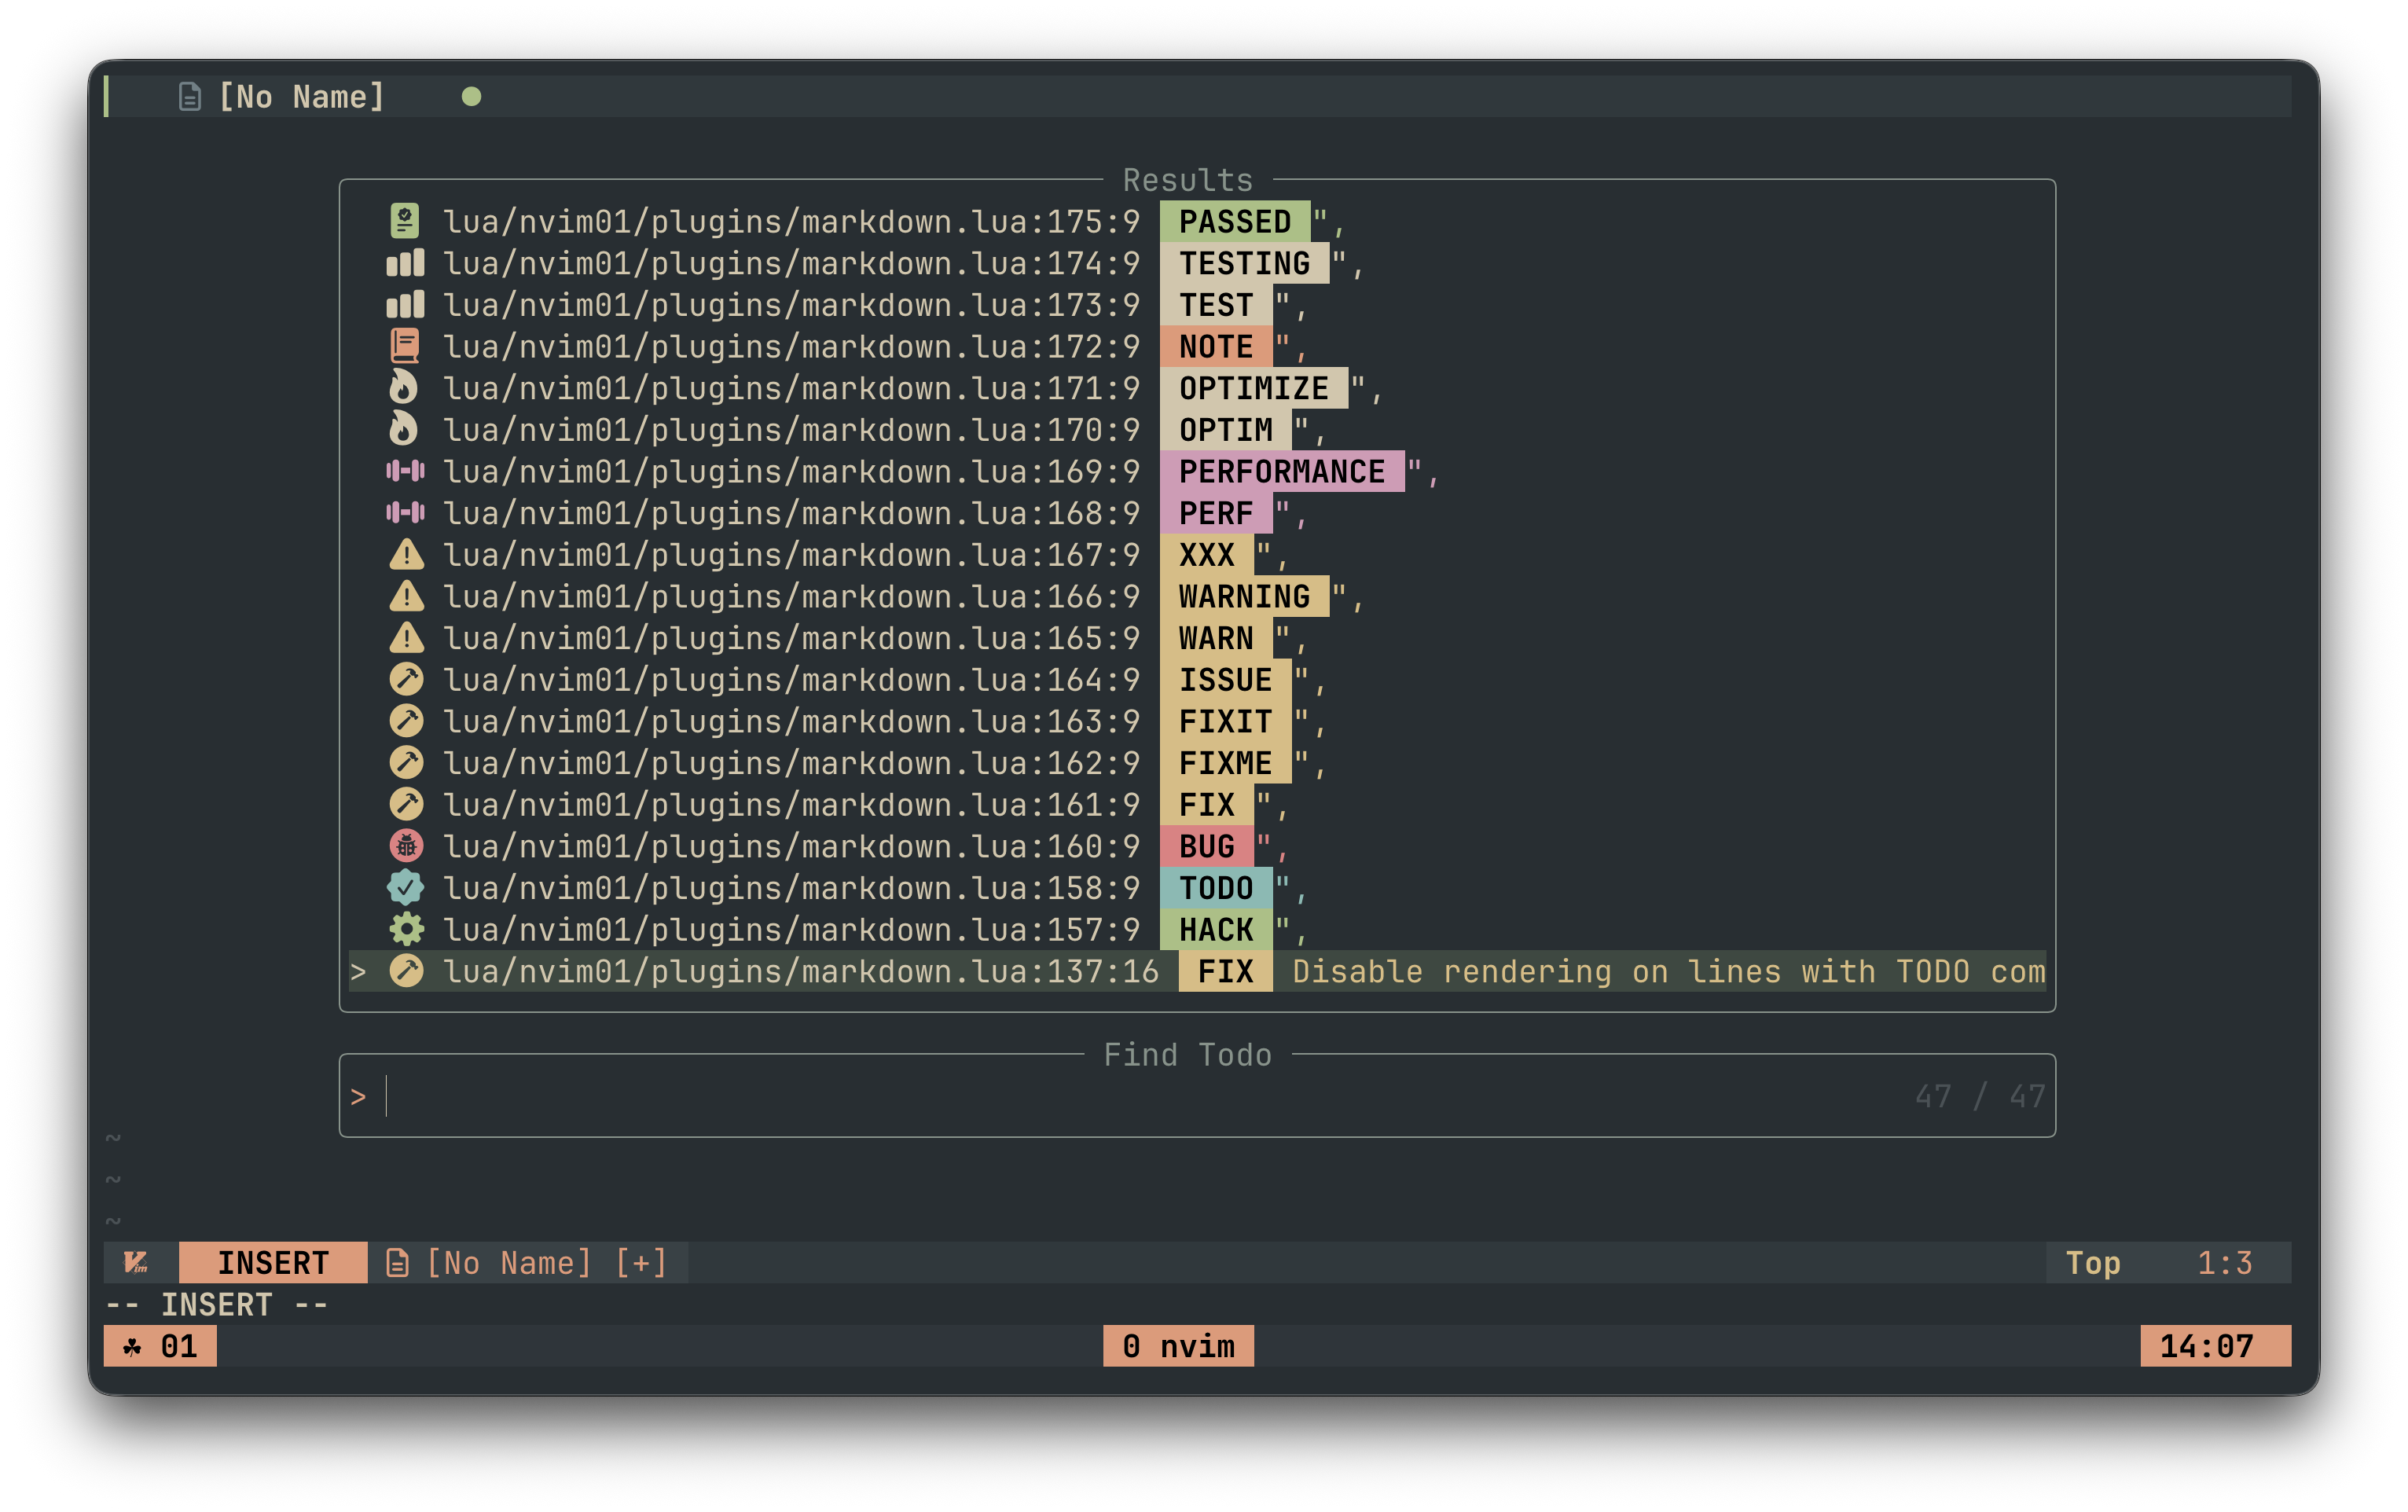 [No Name]
Results
lua/nvim01/plugins/markdown.lua:175:9 PASSED ",
lua/nvim01/plugins/markdown.lua:174:9 TESTING ",
lua/nvim01/plugins/markdown.lua:173:9 TEST ",
lua/nvim01/plugins/markdown.lua:172:9 NOTE ",
lua/nvim01/plugins/markdown.lua:171:9 OPTIMIZE ",
lua/nvim01/plugins/markdown.lua:170:9 OPTIM ",
lua/nvim01/plugins/markdown.lua:169:9 PERFORMANCE ",
lua/nvim01/plugins/markdown.lua:168:9 PERF ",
lua/nvim01/plugins/markdown.lua:167:9 XXX ",
lua/nvim01/plugins/markdown.lua:166:9 WARNING ",
lua/nvim01/plugins/markdown.lua:165:9 WARN ",
lua/nvim01/plugins/markdown.lua:164:9 ISSUE ",
lua/nvim01/plugins/markdown.lua:163:9 FIXIT ",
lua/nvim01/plugins/markdown.lua:162:9 FIXME ",
lua/nvim01/plugins/markdown.lua:161:9 FIX ",
lua/nvim01/plugins/markdown.lua:160:9 BUG ",
lua/nvim01/plugins/markdown.lua:158:9 TODO ",
lua/nvim01/plugins/markdown.lua:157:9 HACK ",
> lua/nvim01/plugins/markdown.lua:137:16 FIX Disable rendering on lines with TODO com
Find Todo
> 47 / 47
~
~
~
INSERT [No Name] [+] Top 1:3
-- INSERT --
☘ 01 0 nvim 14:07